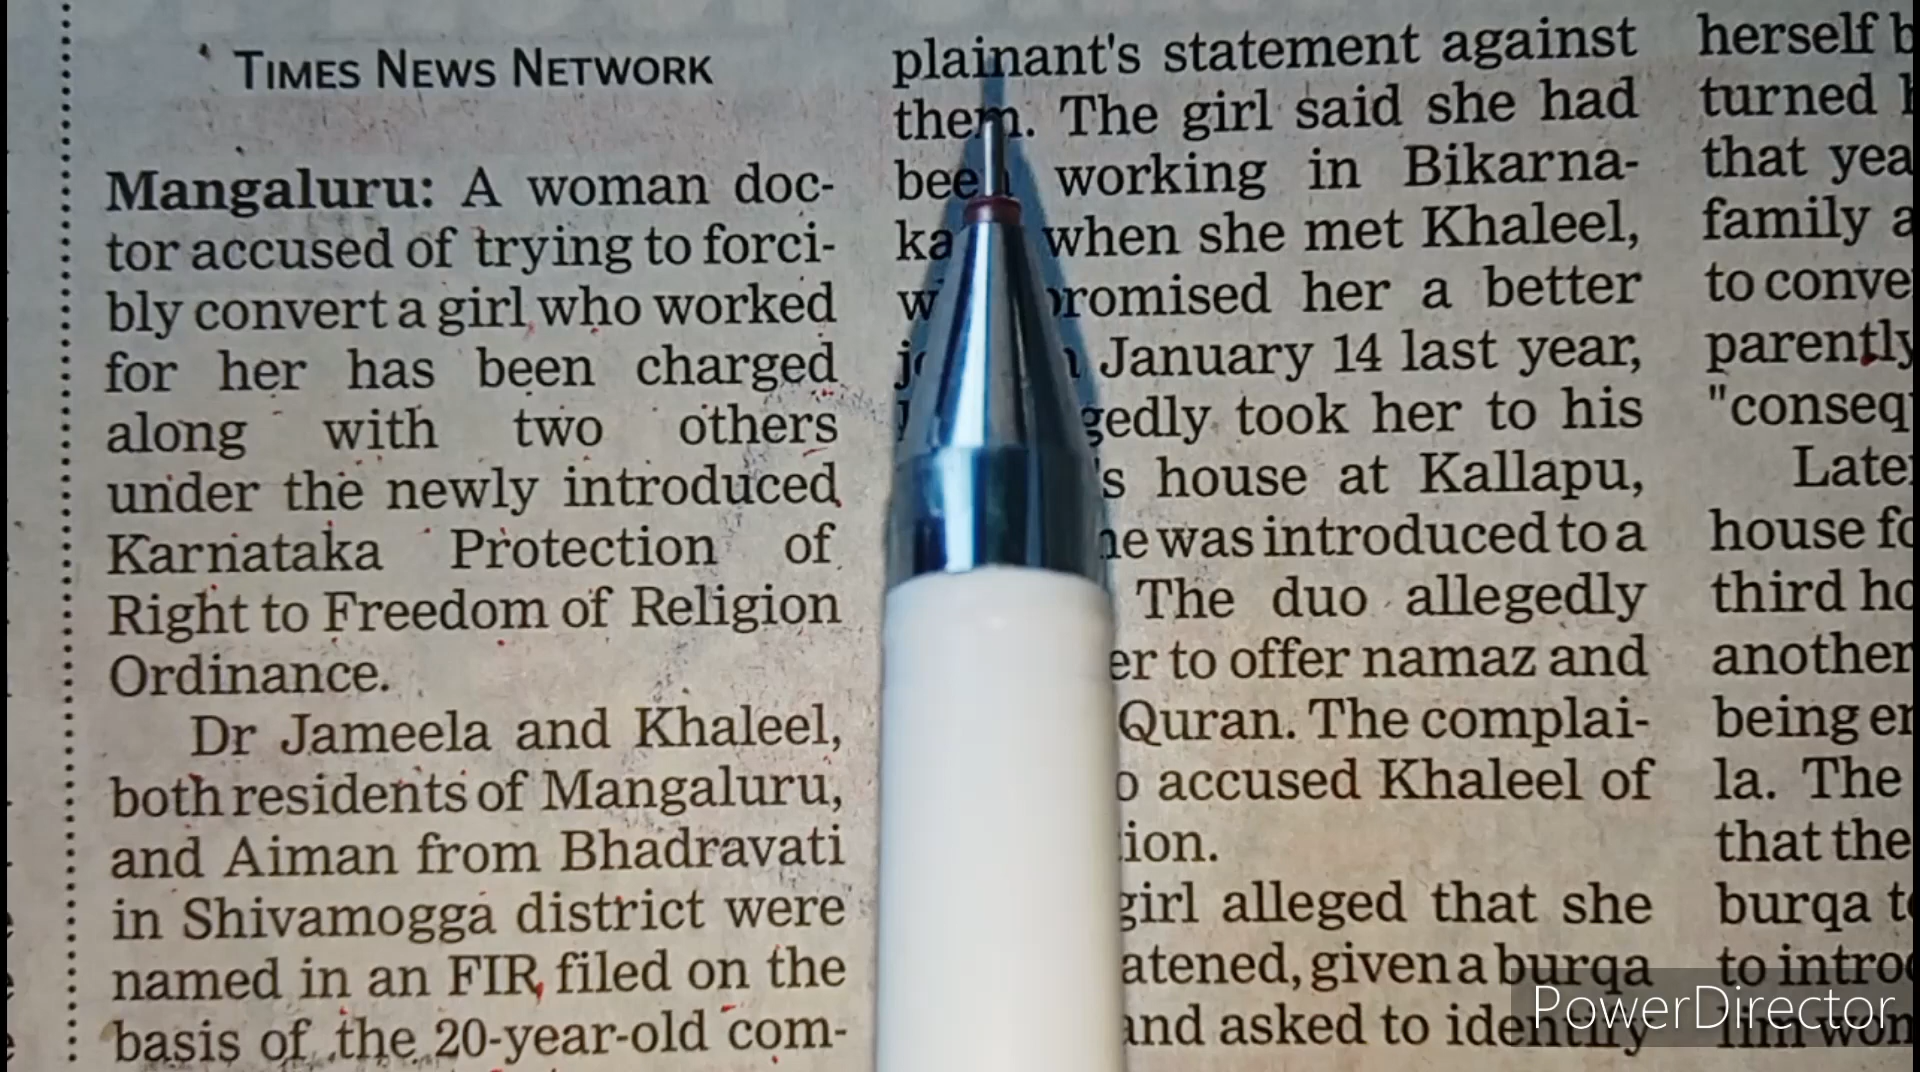 TIMES NEWS NETWORK
Mangaluru: A woman doc-
tor accused of trying to forci-
bly convert a girl who worked
for her has been charged
along with two others
under the newly introduced
Karnataka Protection of
Right to Freedom of Religion
Ordinance.
Dr Jameela and Khaleel,
both residents of Mangaluru,
and Aiman from Bhadravati
in Shivamogga district were
named in an FIR filed on the
basis of the 20-year-old com-
plainant's statement against
them. The girl said she had
been working in Bikarna-
when she met Khaleel,
promised her a better
January 14 last year,
took her to his
house at Kallapu,
was introduced to a
The duo allegedly
to offer namaz and
Quran. The complai-
accused Khaleel of
girl alleged that she
given a burqa
and asked to identify
herself
turned
that
family
to
parently
house
third
another
being
la. The
that the
burqa
to
PowerDirector